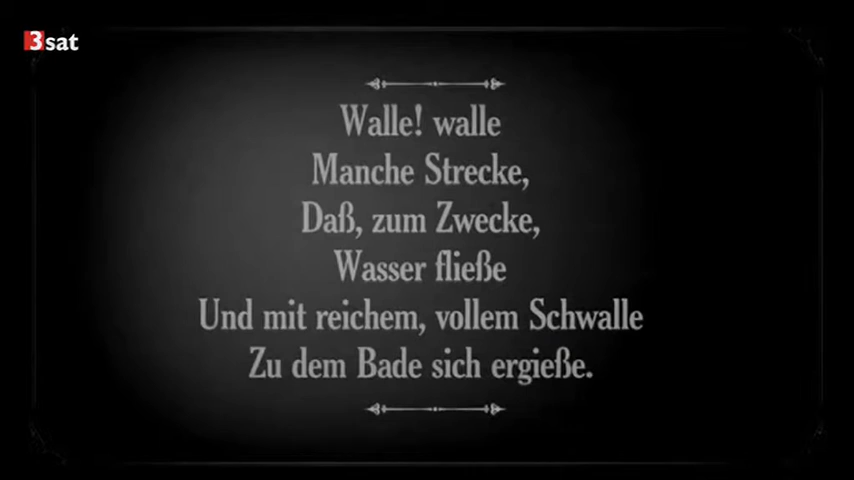 3sat
Walle! walle
Manche Strecke,
Daß, zum Zwecke,
Wasser fließe
Und mit reichem, vollem Schwalle
Zu dem Bade sich ergieße.